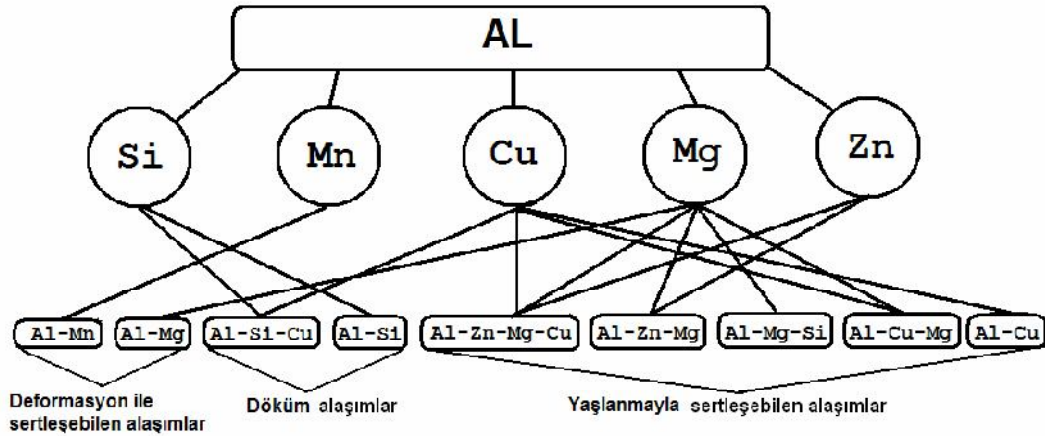 AL
Si
Mn
Cu
Mg
Zn
Al-Mn
Al-Mg
Al-Si-Cu
Al-Si
Al-Zn-Mg-Cu
Al-Zn-Mg
Al-Mg-Si
Al-Cu-Mg
Al-Cu
Deformasyon ile
sertleşebilen alaşımlar
Döküm alaşımlar
Yaşlanmayla sertleşebilen alaşımlar